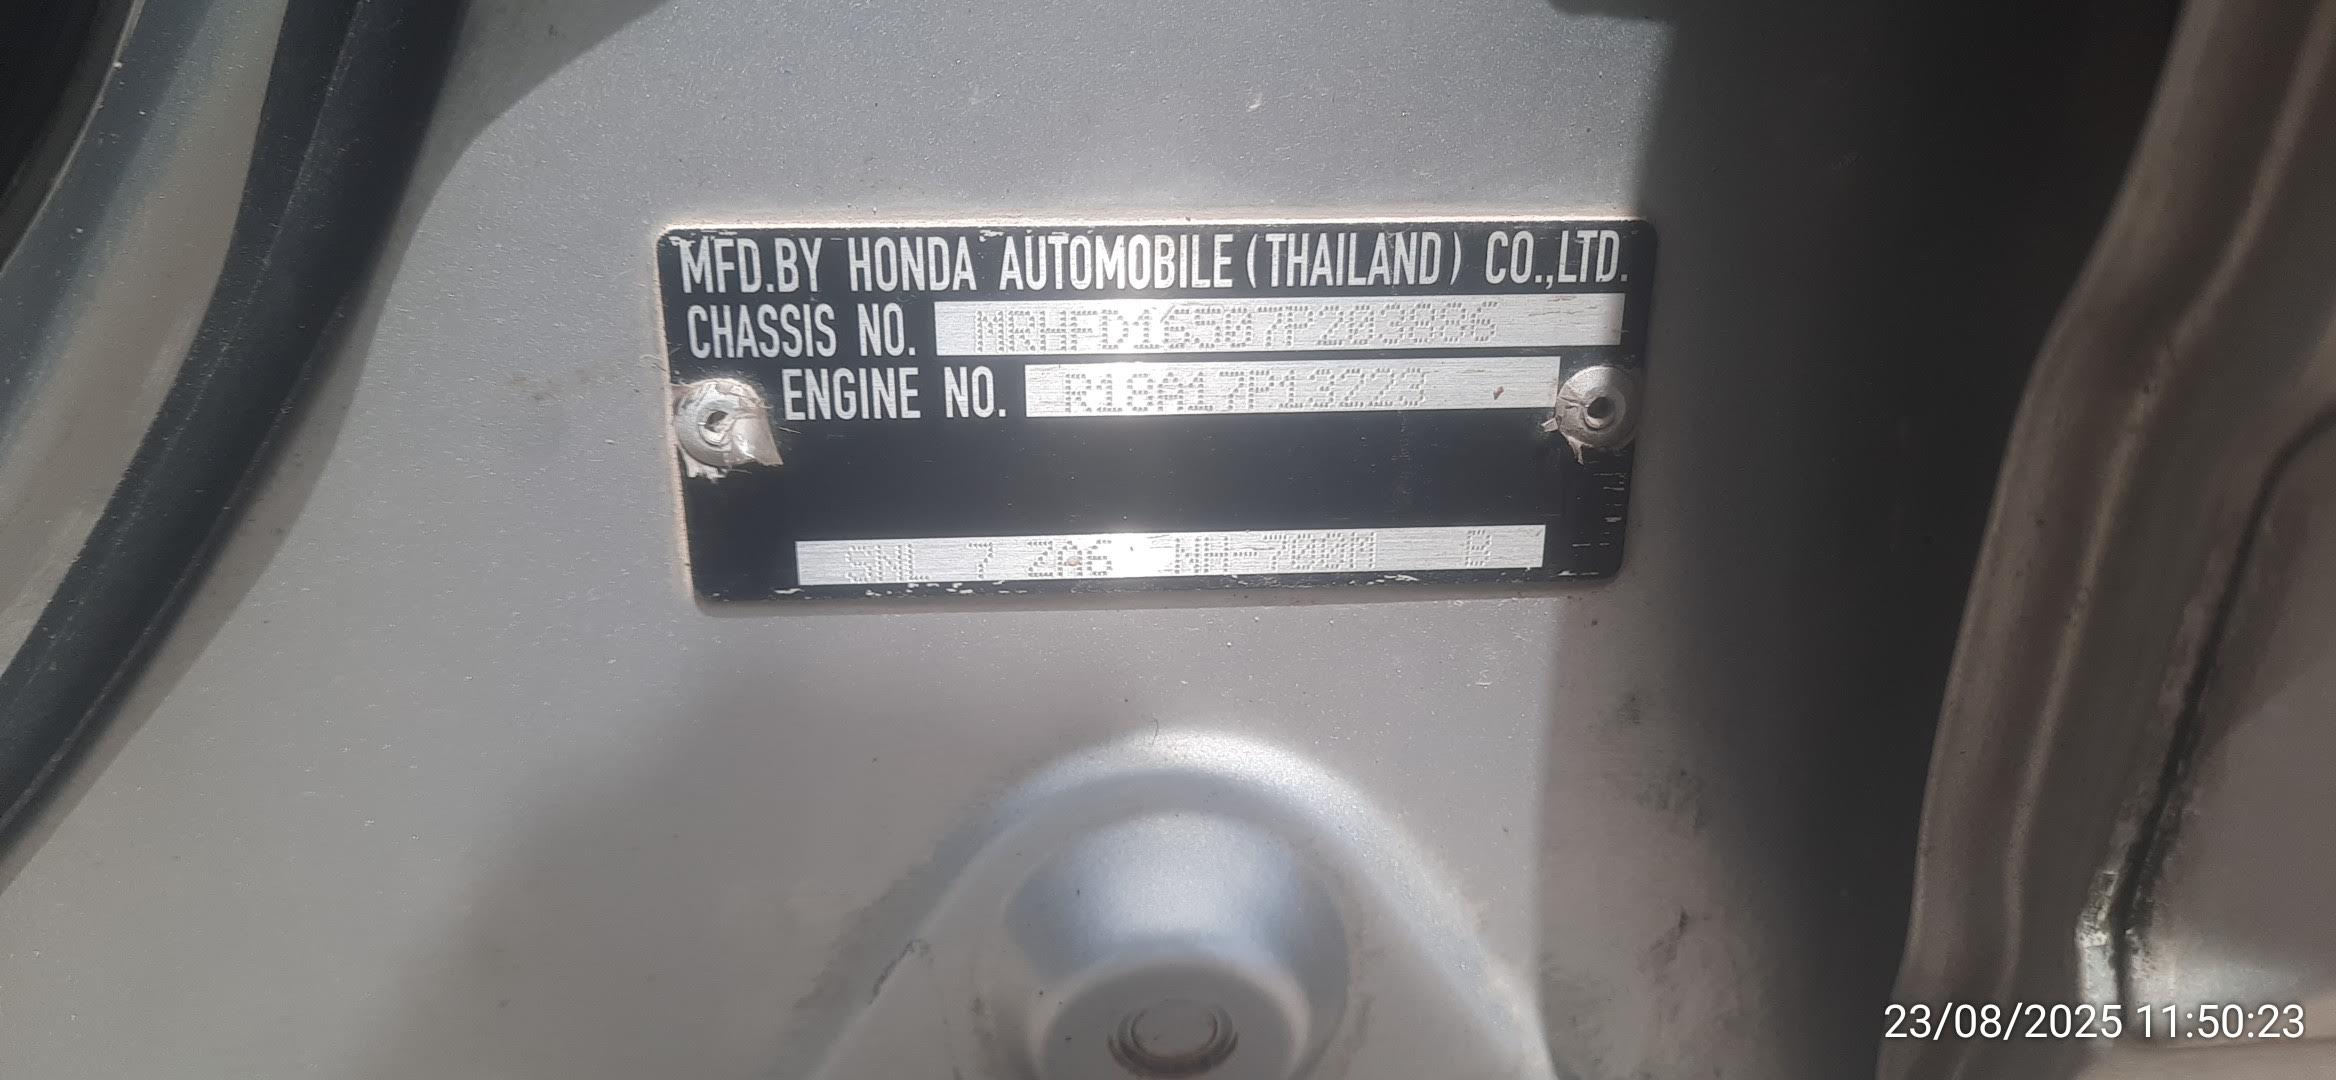 MFD.BY HONDA AUTOMOBILE (THAILAND) CO.,LTD.
CHASSIS NO. MRHFD16507P203886
ENGINE NO. R18A17P13223
SNL 7 2A6 NH-700M B
23/08/2025 11:50:23